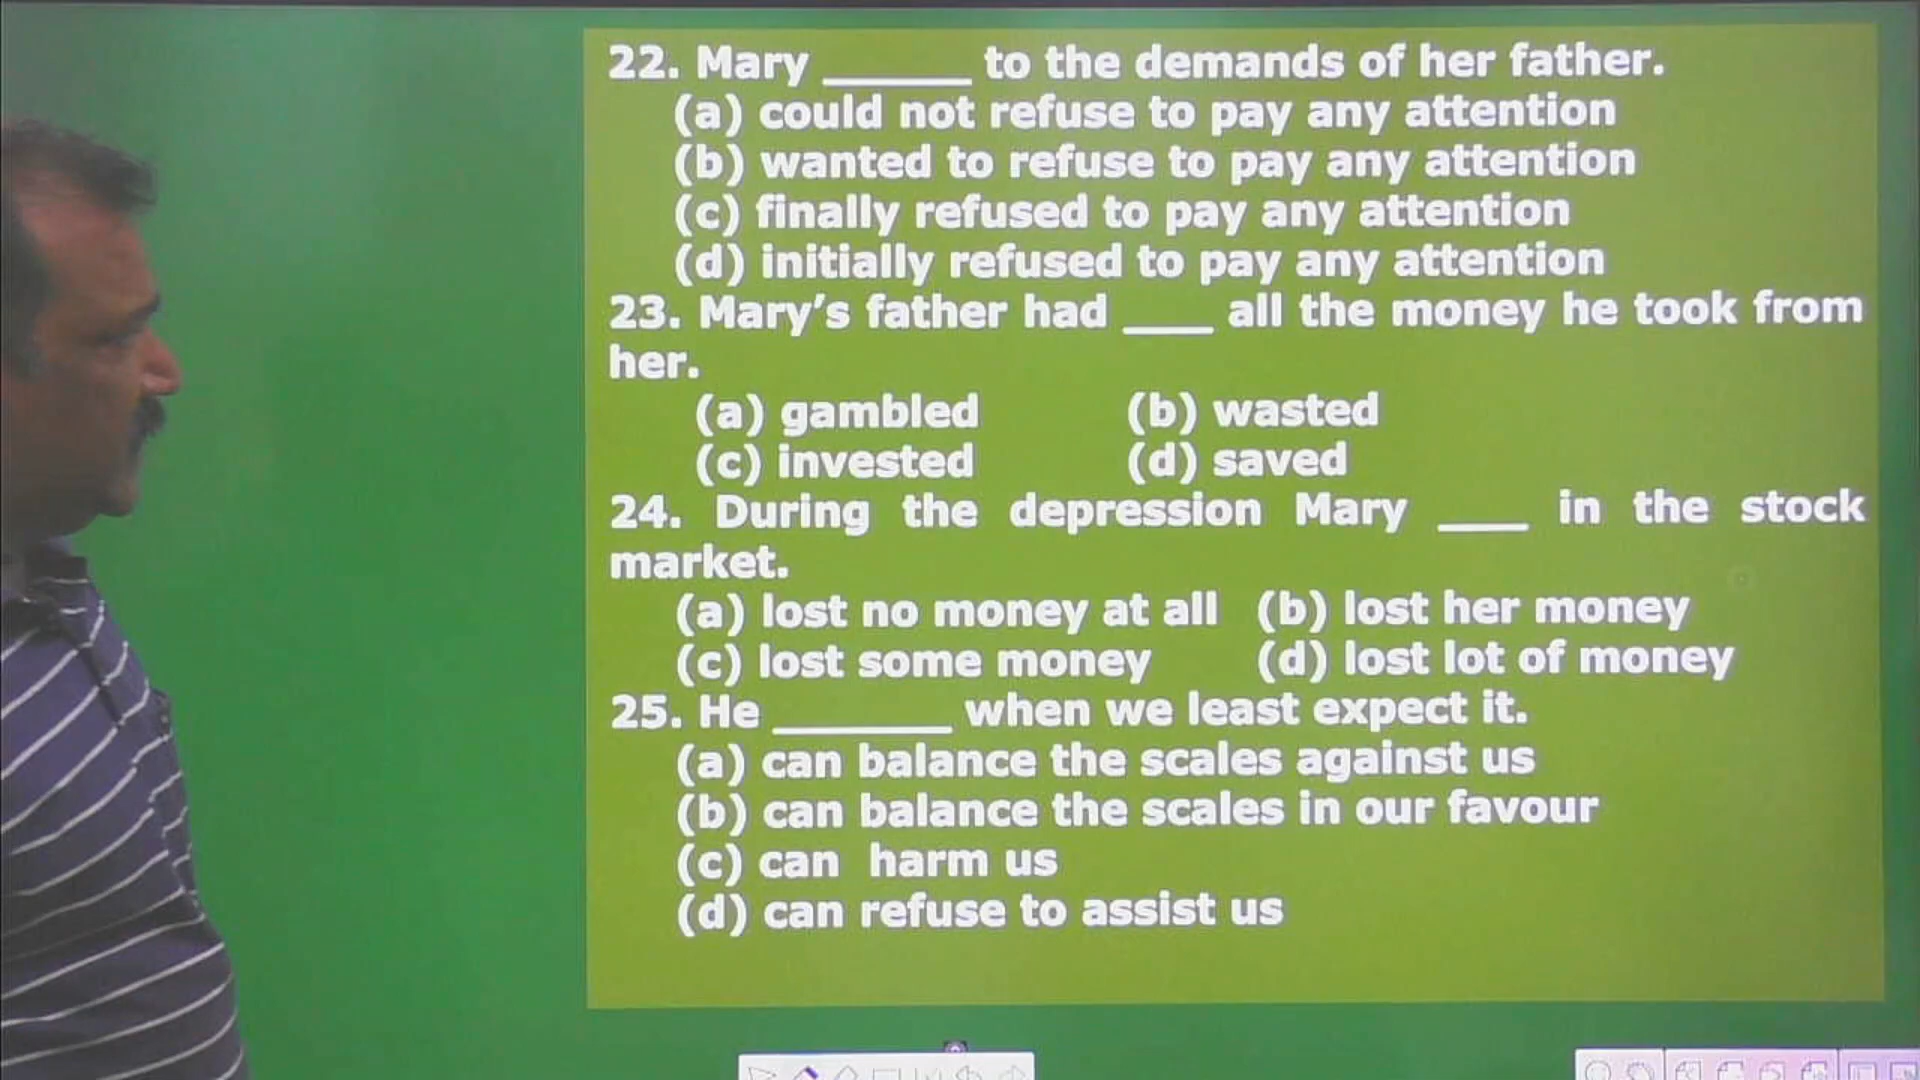 22. Mary ______ to the demands of her father.
(a) could not refuse to pay any attention
(b) wanted to refuse to pay any attention
(c) finally refused to pay any attention
(d) initially refused to pay any attention
23. Mary’s father had ____ all the money he took from
her.
(a) gambled (b) wasted
(c) invested (d) saved
24. During the depression Mary ____ in the stock
market.
(a) lost no money at all (b) lost her money
(c) lost some money (d) lost lot of money
25. He ________ when we least expect it.
(a) can balance the scales against us
(b) can balance the scales in our favour
(c) can harm us
(d) can refuse to assist us